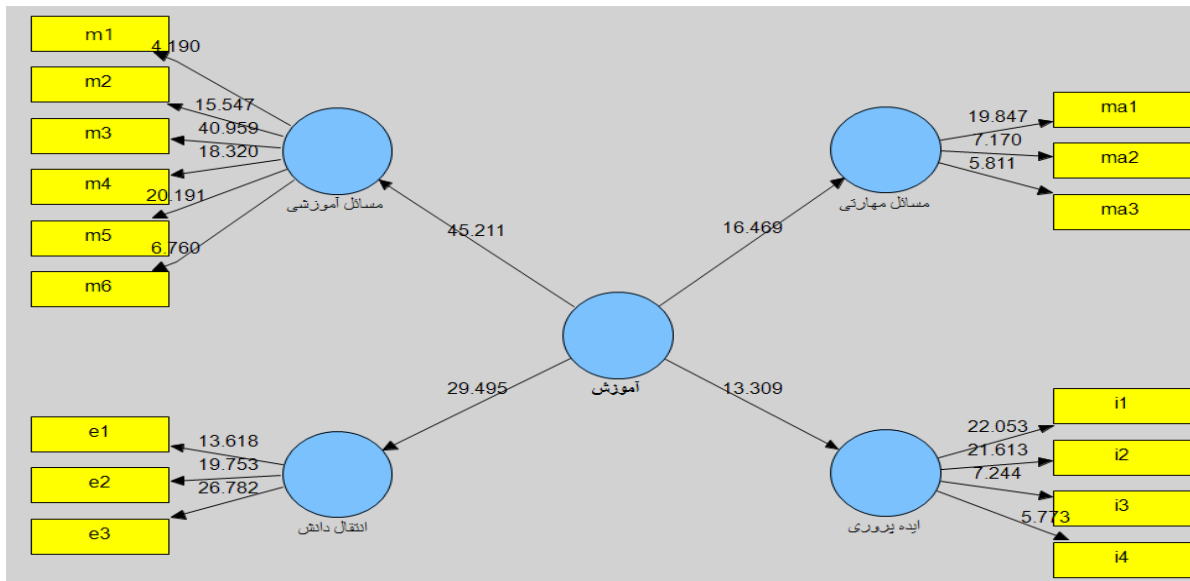 m1
4.190
m2
15.547
m3
40.959
m4
18.320
20.191
m5
6.760
m6
مسائل آموزشی
45.211
ma1
19.847
ma2
7.170
5.811
ma3
مسائل مهارتی
16.469
آموزش
29.495
13.309
e1
13.618
e2
19.753
26.782
e3
انتقال دانش
i1
22.053
i2
21.613
7.244
i3
5.773
i4
ایده پروری